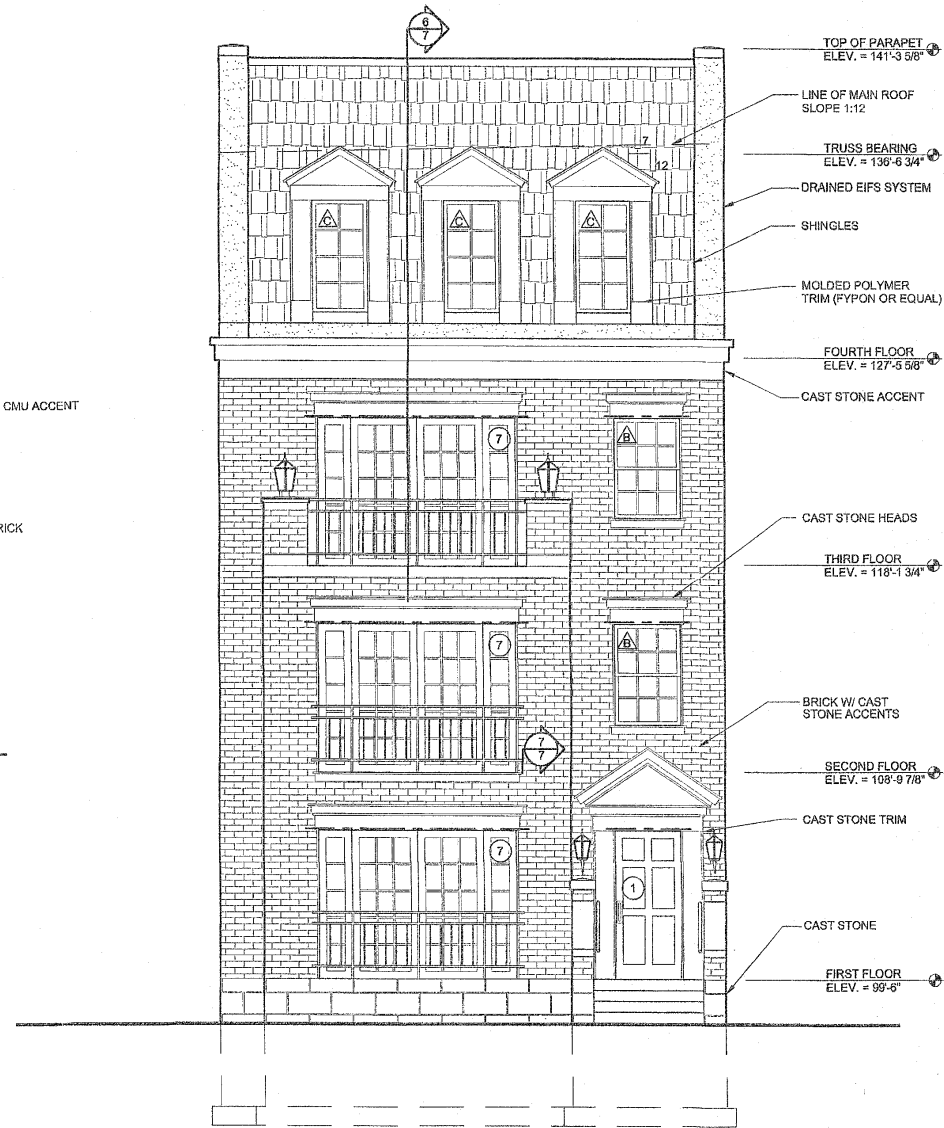 6
7
TOP OF PARAPET
ELEV. = 141'-3 5/8"
LINE OF MAIN ROOF
SLOPE 1:12
7
12
TRUSS BEARING
ELEV. = 136'-6 3/4"
C
C
C
DRAINED EIFS SYSTEM
SHINGLES
MOLDED POLYMER
TRIM (FYPON OR EQUAL)
FOURTH FLOOR
ELEV. = 127'-5 5/8"
CAST STONE ACCENT
CMU ACCENT
7
B
CAST STONE HEADS
RICK
THIRD FLOOR
ELEV. = 118'-1 3/4"
7
B
BRICK W/ CAST
STONE ACCENTS
7
7
SECOND FLOOR
ELEV. = 108'-9 7/8"
CAST STONE TRIM
7
1
CAST STONE
FIRST FLOOR
ELEV. = 99'-6"